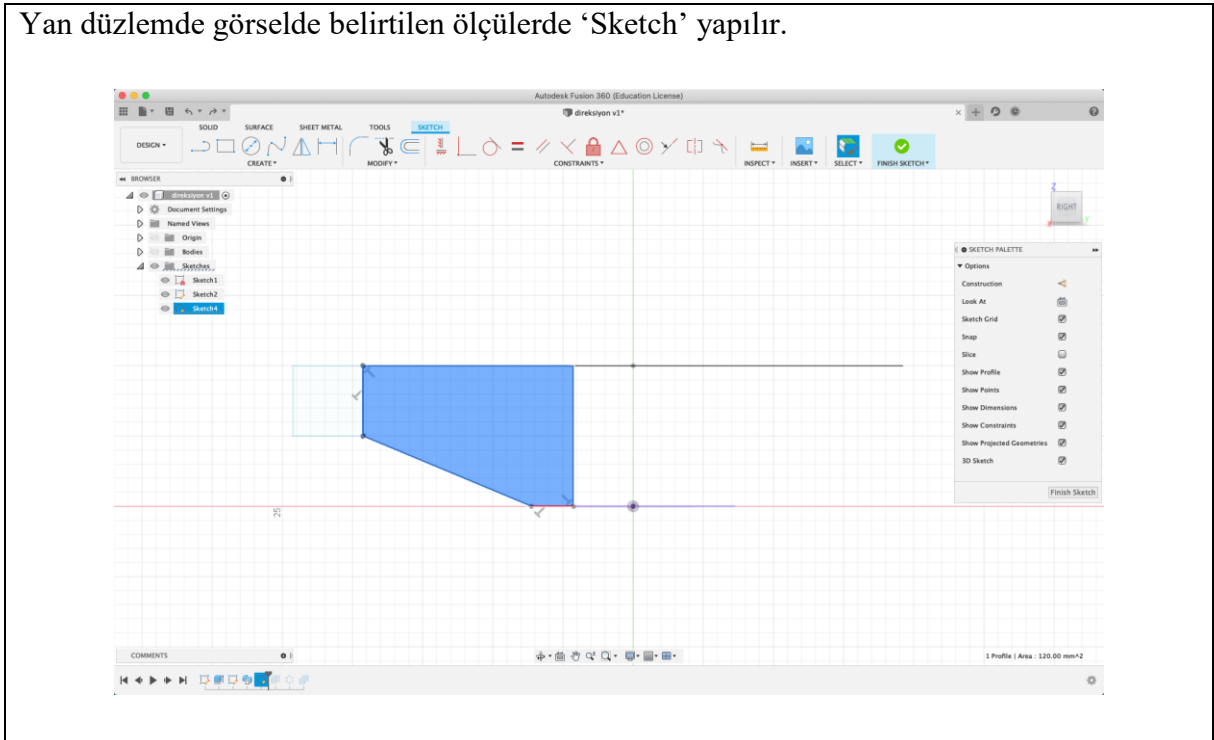 Yan düzlemde görselde belirtilen ölçülerde ‘Sketch’ yapılır.
Autodesk Fusion 360 (Education License)
direksiyon v1*
SOLID SURFACE SHEET METAL TOOLS SKETCH
DESIGN
CREATE MODIFY CONSTRAINTS INSPECT INSERT SELECT FINISH SKETCH
BROWSER
direksiyon v1
Document Settings
Named Views
Origin
Bodies
Sketches
Sketch1
Sketch2
Sketch4
Z
RIGHT
X Y
SKETCH PALETTE
Options
Construction
Look At
Sketch Grid
Snap
Slice
Show Profile
Show Points
Show Dimensions
Show Constraints
Show Projected Geometries
3D Sketch
Finish Sketch
25
COMMENTS
1 Profile | Area : 120.00 mm^2